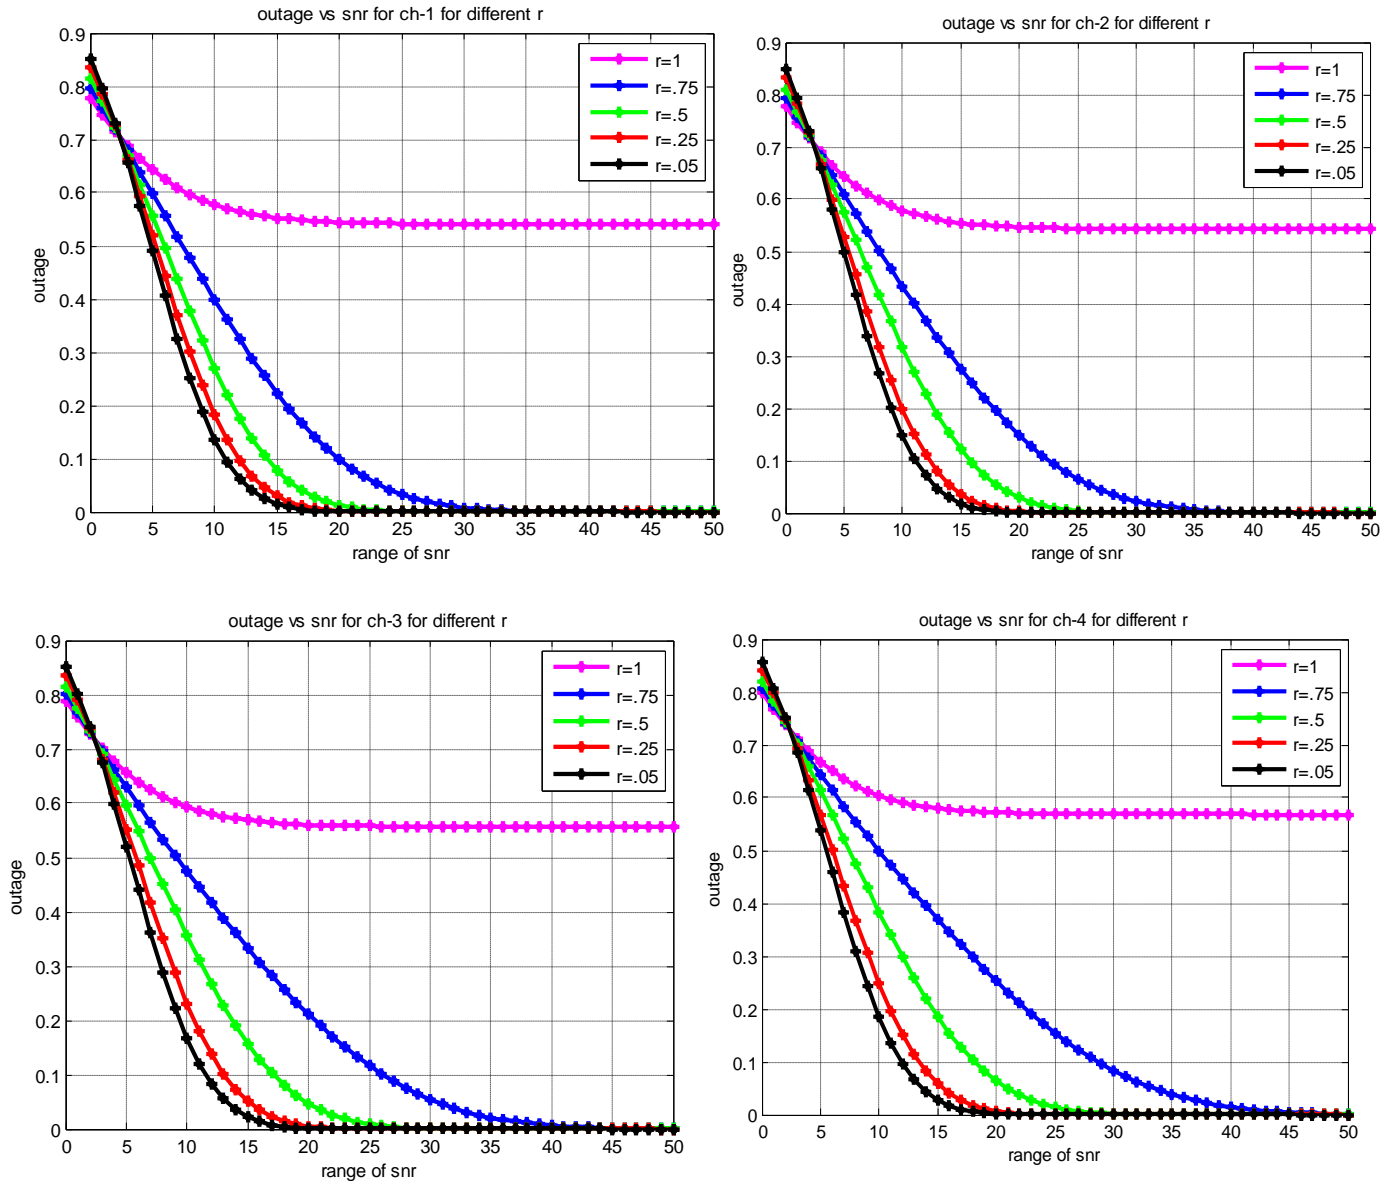 outage vs snr for ch-1 for different r
0.9
0.8
0.7
0.6
0.5
0.4
0.3
0.2
0.1
0
outage
r=1
r=.75
r=.5
r=.25
r=.05
0 5 10 15 20 25 30 35 40 45 50
range of snr
outage vs snr for ch-2 for different r
0.9
0.8
0.7
0.6
0.5
0.4
0.3
0.2
0.1
0
outage
r=1
r=.75
r=.5
r=.25
r=.05
0 5 10 15 20 25 30 35 40 45 50
range of snr
outage vs snr for ch-3 for different r
0.9
0.8
0.7
0.6
0.5
0.4
0.3
0.2
0.1
0
outage
r=1
r=.75
r=.5
r=.25
r=.05
0 5 10 15 20 25 30 35 40 45 50
range of snr
outage vs snr for ch-4 for different r
0.9
0.8
0.7
0.6
0.5
0.4
0.3
0.2
0.1
0
outage
r=1
r=.75
r=.5
r=.25
r=.05
0 5 10 15 20 25 30 35 40 45 50
range of snr